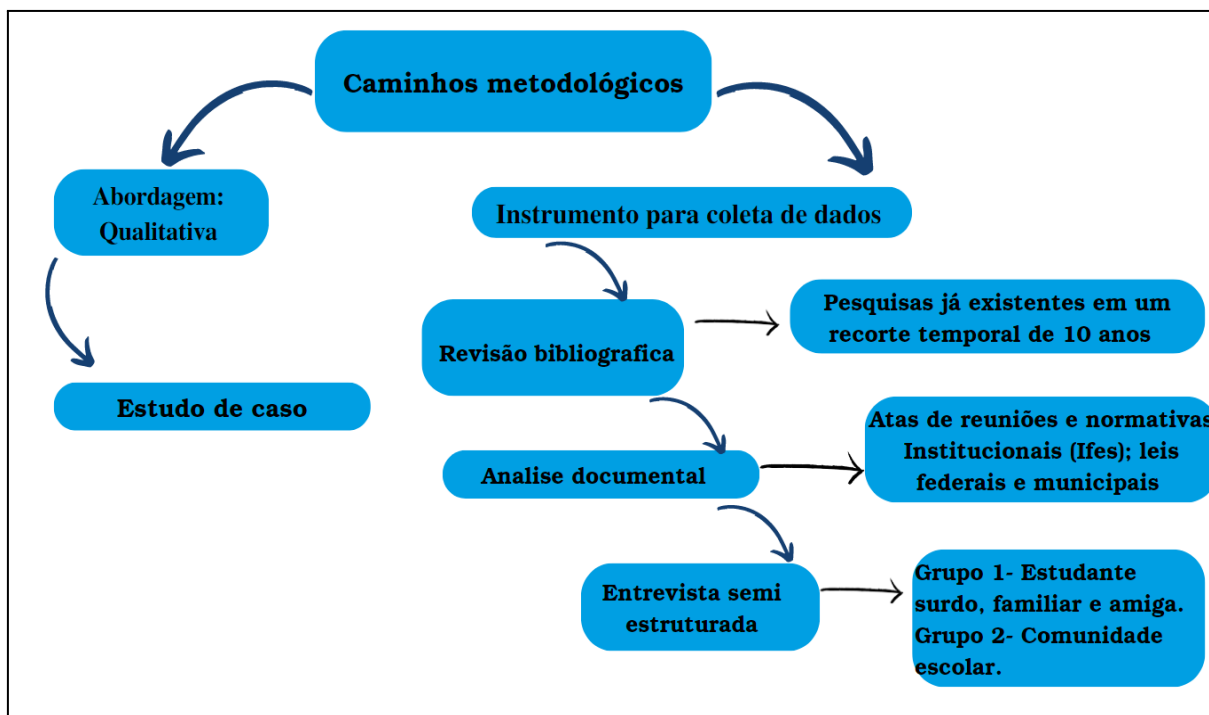 Caminhos metodológicos
Abordagem:
Qualitativa
Estudo de caso
Instrumento para coleta de dados
Revisão bibliografica
Pesquisas já existentes em um
recorte temporal de 10 anos
Analise documental
Atas de reuniões e normativas
Institucionais (Ifes); leis
federais e municipais
Entrevista semi
estruturada
Grupo 1- Estudante
surdo, familiar e amiga.
Grupo 2- Comunidade
escolar.